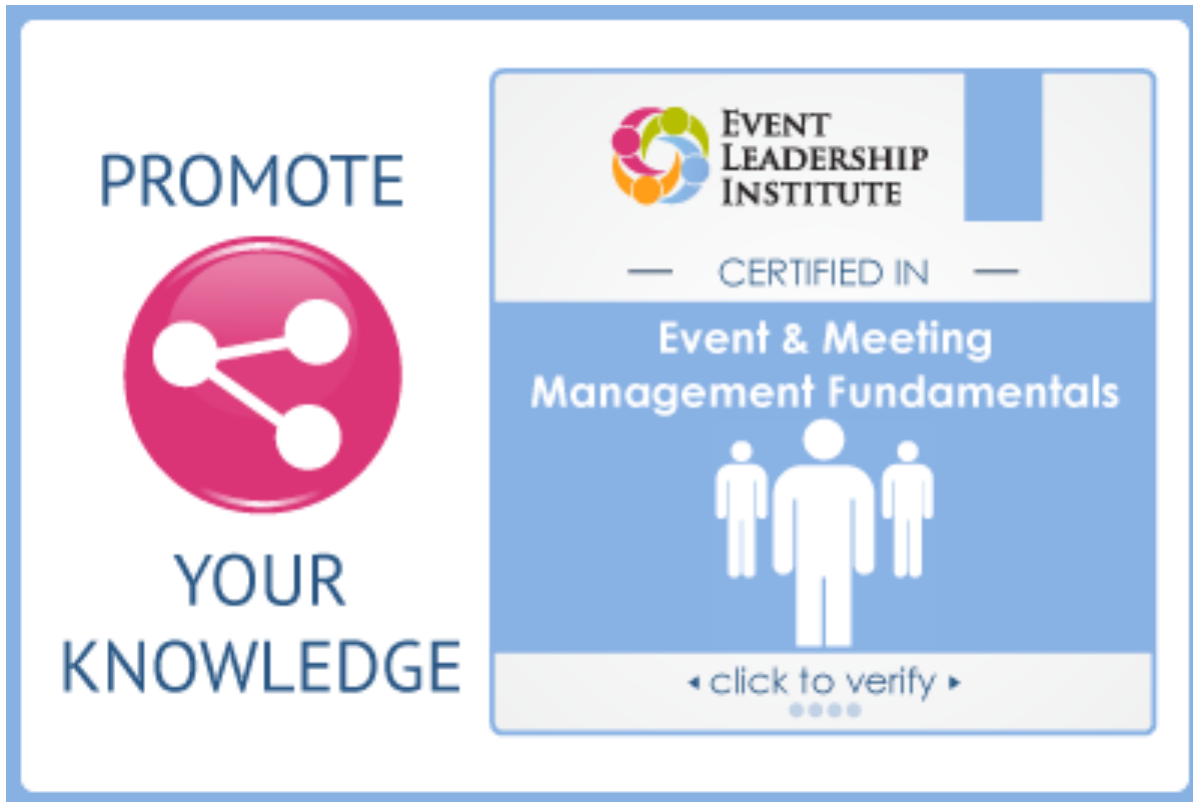 PROMOTE
YOUR
KNOWLEDGE
EVENT
LEADERSHIP
INSTITUTE
CERTIFIED IN
Event & Meeting
Management Fundamentals
click to verify